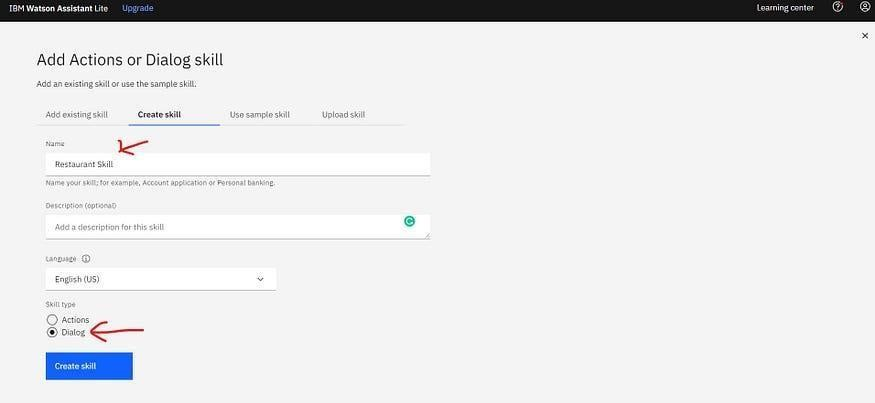 IBM Watson Assistant Lite Upgrade Learning center
Add Actions or Dialog skill
Add an existing skill or use the sample skill.
Add existing skill Create skill Use sample skill Upload skill
Name
Restaurant Skill
Name your skill; for example, Account application or Personal banking.
Description (optional)
Add a description for this skill
Language
English (US)
Skill type
Actions
Dialog
Create skill